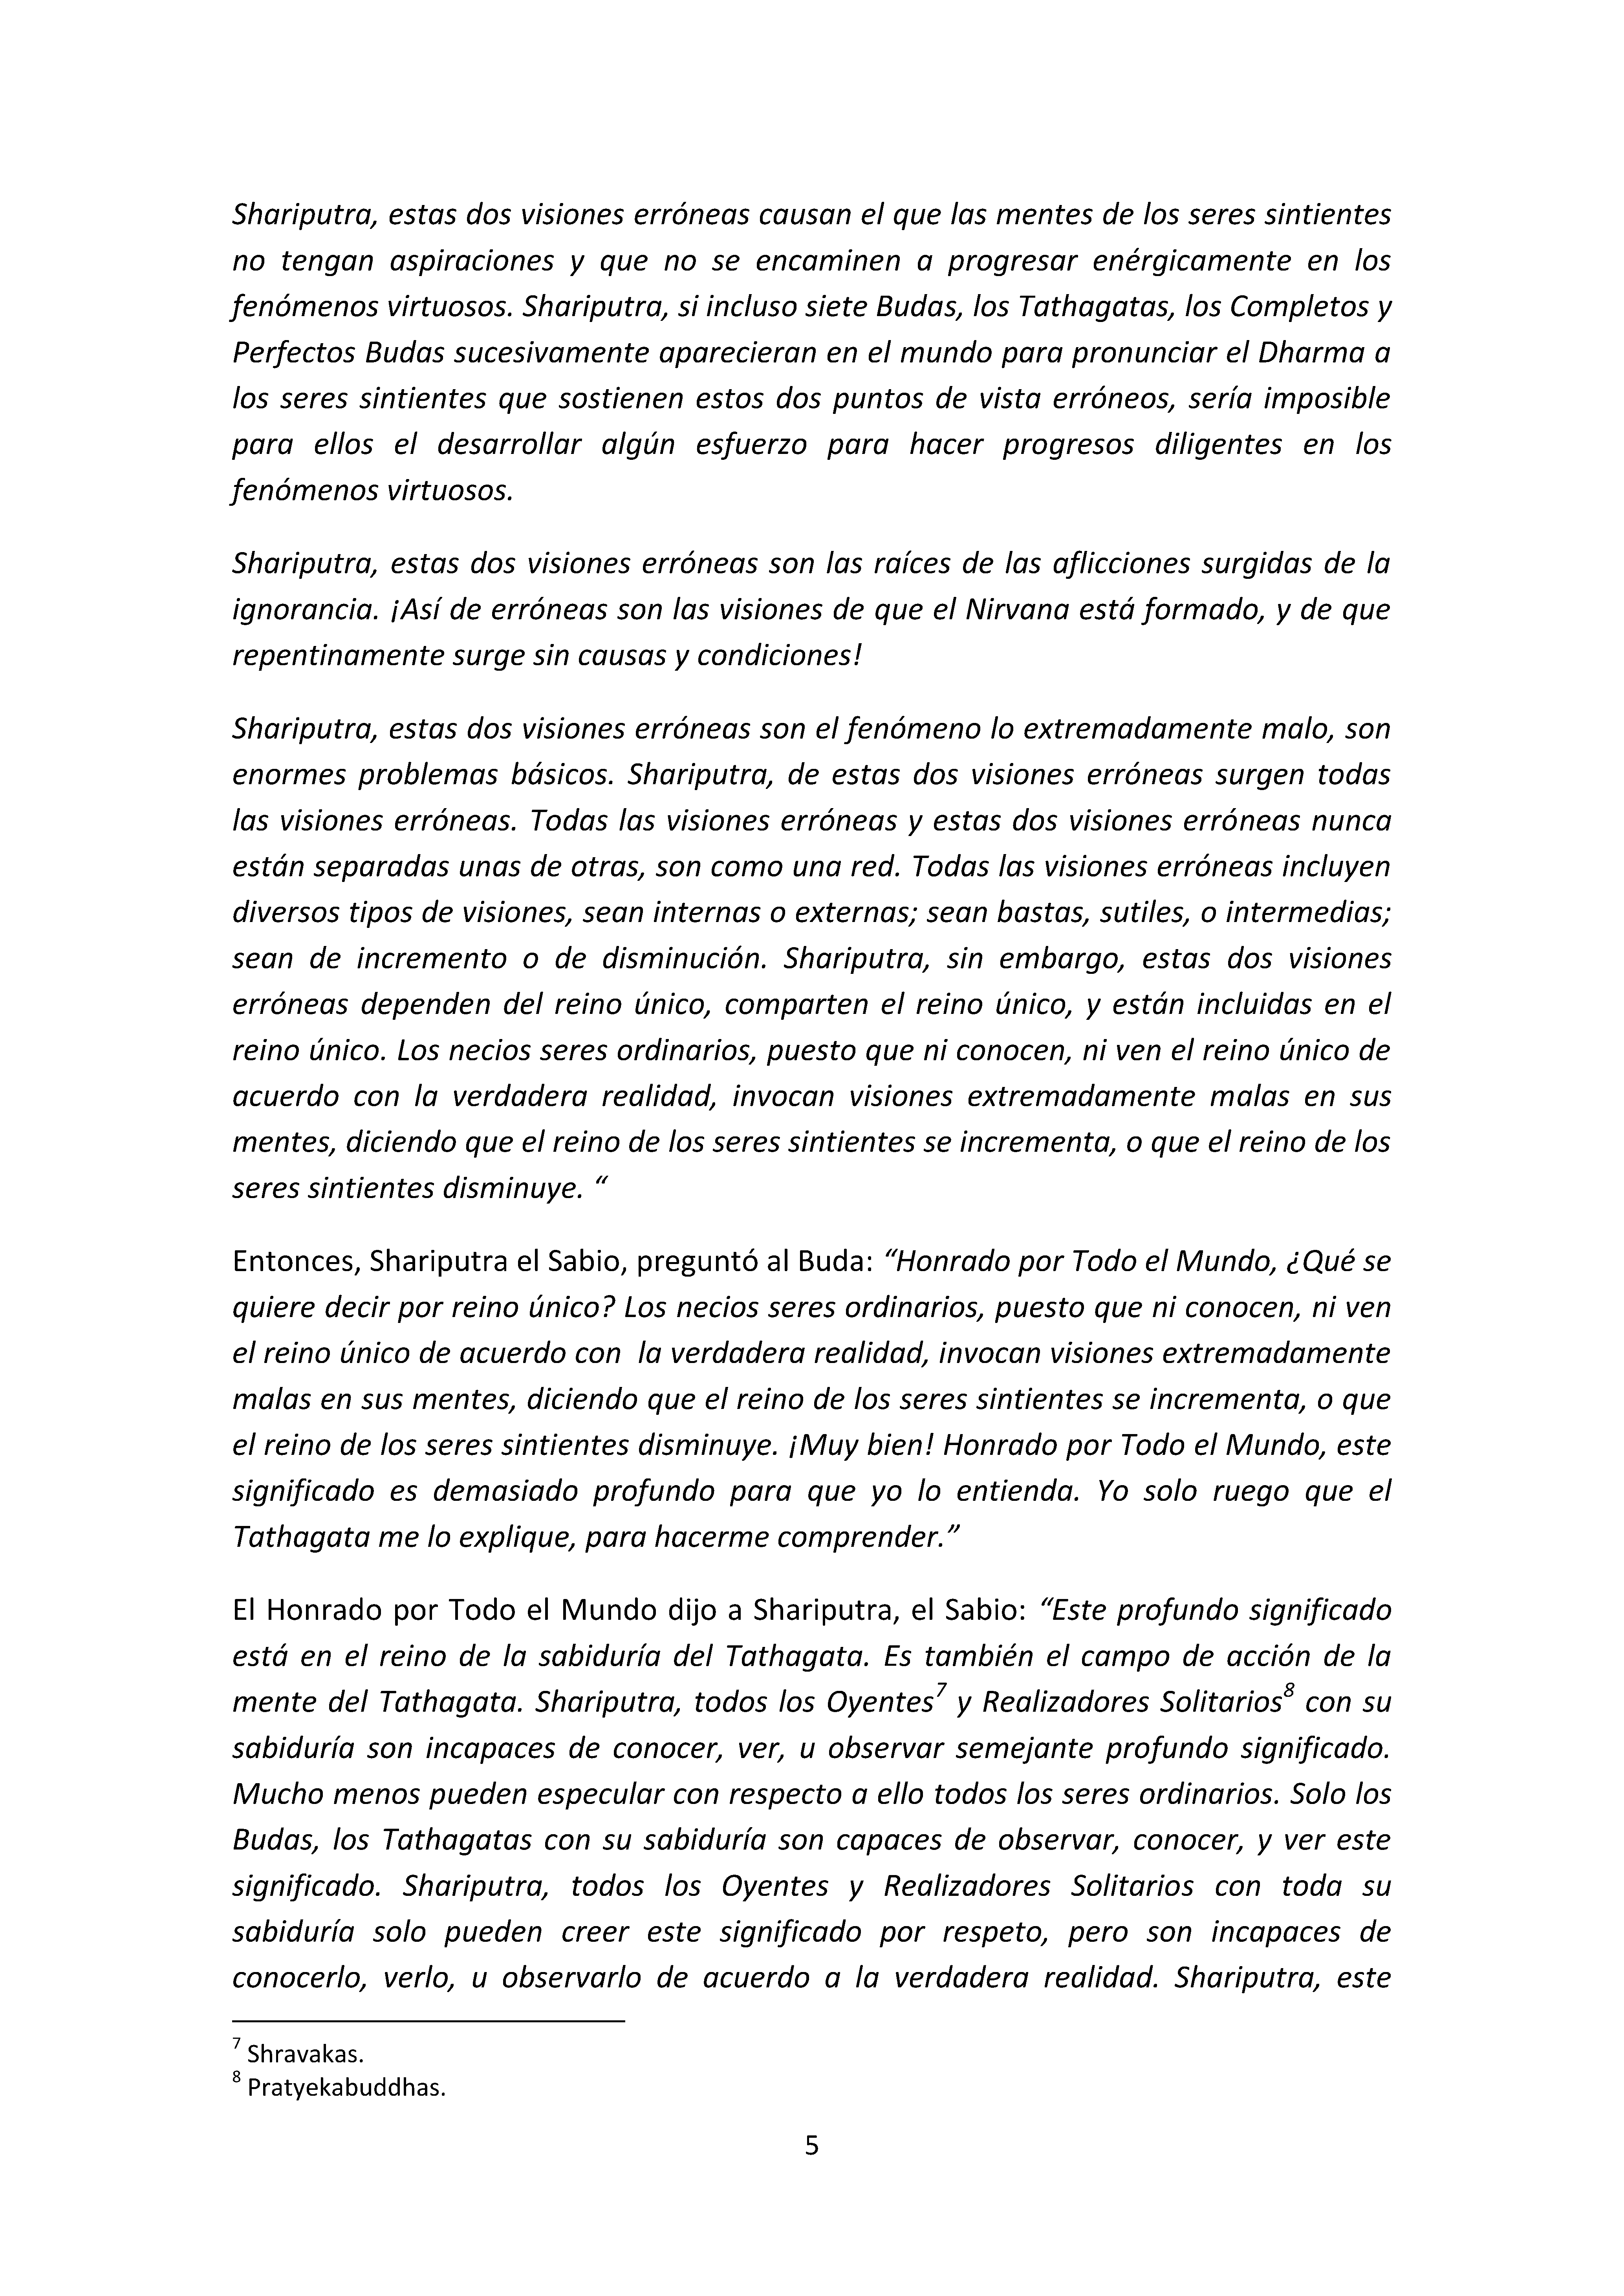 Shariputra, estas dos visiones erróneas causan el que las mentes de los seres sintientes
no tengan aspiraciones y que no se encaminen a progresar enérgicamente en los
fenómenos virtuosos. Shariputra, si incluso siete Budas, los Tathagatas, los Completos y
Perfectos Budas sucesivamente aparecieran en el mundo para pronunciar el Dharma a
los seres sintientes que sostienen estos dos puntos de vista erróneos, sería imposible
para ellos el desarrollar algún esfuerzo para hacer progresos diligentes en los
fenómenos virtuosos.
Shariputra, estas dos visiones erróneas son las raíces de las aflicciones surgidas de la
ignorancia. ¡Así de erróneas son las visiones de que el Nirvana está formado, y de que
repentinamente surge sin causas y condiciones!
Shariputra, estas dos visiones erróneas son el fenómeno lo extremadamente malo, son
enormes problemas básicos. Shariputra, de estas dos visiones erróneas surgen todas
las visiones erróneas. Todas las visiones erróneas y estas dos visiones erróneas nunca
están separadas unas de otras, son como una red. Todas las visiones erróneas incluyen
diversos tipos de visiones, sean internas o externas; sean bastas, sutiles, o intermedias;
sean de incremento o de disminución. Shariputra, sin embargo, estas dos visiones
erróneas dependen del reino único, comparten el reino único, y están incluidas en el
reino único. Los necios seres ordinarios, puesto que ni conocen, ni ven el reino único de
acuerdo con la verdadera realidad, invocan visiones extremadamente malas en sus
mentes, diciendo que el reino de los seres sintientes se incrementa, o que el reino de los
seres sintientes disminuye. “
Entonces, Shariputra el Sabio, preguntó al Buda: “Honrado por Todo el Mundo, ¿Qué se
quiere decir por reino único? Los necios seres ordinarios, puesto que ni conocen, ni ven
el reino único de acuerdo con la verdadera realidad, invocan visiones extremadamente
malas en sus mentes, diciendo que el reino de los seres sintientes se incrementa, o que
el reino de los seres sintientes disminuye. ¡Muy bien! Honrado por Todo el Mundo, este
significado es demasiado profundo para que yo lo entienda. Yo solo ruego que el
Tathagata me lo explique, para hacerme comprender.”
El Honrado por Todo el Mundo dijo a Shariputra, el Sabio: “Este profundo significado
está en el reino de la sabiduría del Tathagata. Es también el campo de acción de la
mente del Tathagata. Shariputra, todos los Oyentes7 y Realizadores Solitarios8 con su
sabiduría son incapaces de conocer, ver, u observar semejante profundo significado.
Mucho menos pueden especular con respecto a ello todos los seres ordinarios. Solo los
Budas, los Tathagatas con su sabiduría son capaces de observar, conocer, y ver este
significado. Shariputra, todos los Oyentes y Realizadores Solitarios con toda su
sabiduría solo pueden creer este significado por respeto, pero son incapaces de
conocerlo, verlo, u observarlo de acuerdo a la verdadera realidad. Shariputra, este
7 Shravakas.
8 Pratyekabuddhas.
5